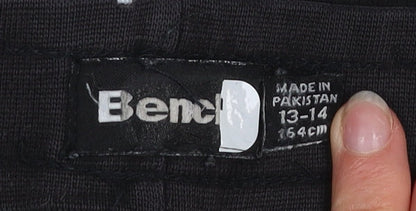 Bench
MADE IN
PAKISTAN
13-14
164cm